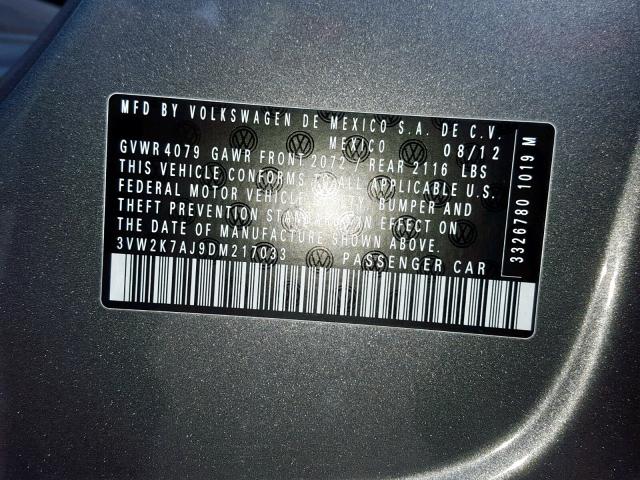 MFD BY VOLKSWAGEN DE MEXICO S.A. DE C.V.
MEXICO 08/12
GVWR 4079 GAWR FRONT 2072 / REAR 2116 LBS
THIS VEHICLE CONFORMS TO ALL APPLICABLE U.S.
FEDERAL MOTOR VEHICLE SAFETY, BUMPER AND
THEFT PREVENTION STANDARDS IN EFFECT ON
THE DATE OF MANUFACTURE SHOWN ABOVE.
3VW2K7AJ9DM217033 PASSENGER CAR
3326780 1019 M